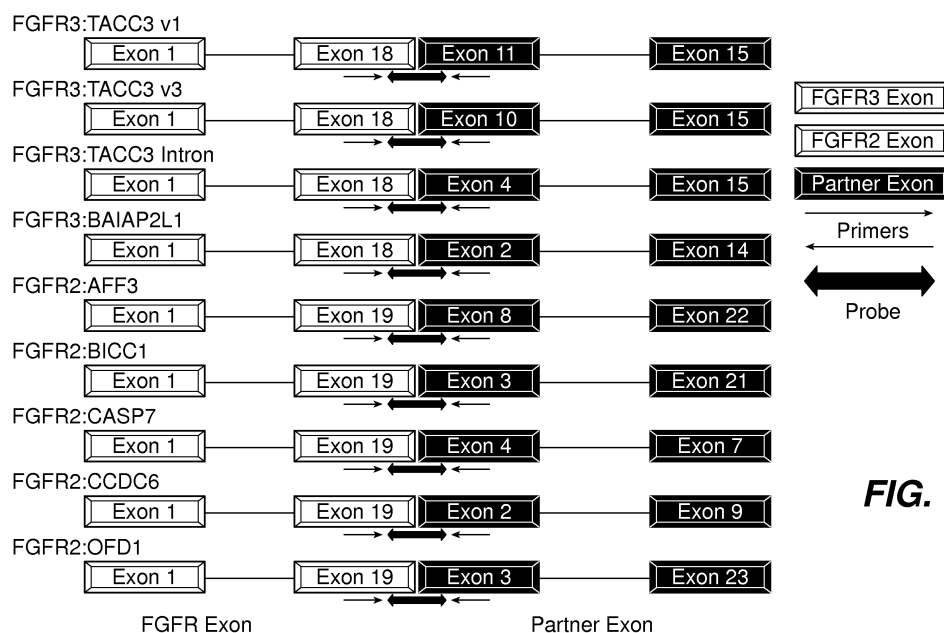 FGFR3:TACC3 v1
Exon 1 Exon 18 Exon 11 Exon 15
FGFR3:TACC3 v3
Exon 1 Exon 18 Exon 10 Exon 15
FGFR3:TACC3 Intron
Exon 1 Exon 18 Exon 4 Exon 15
FGFR3:BAIAP2L1
Exon 1 Exon 18 Exon 2 Exon 14
FGFR2:AFF3
Exon 1 Exon 19 Exon 8 Exon 22
FGFR2:BICC1
Exon 1 Exon 19 Exon 3 Exon 21
FGFR2:CASP7
Exon 1 Exon 19 Exon 4 Exon 7
FGFR2:CCDC6
Exon 1 Exon 19 Exon 2 Exon 9
FGFR2:OFD1
Exon 1 Exon 19 Exon 3 Exon 23
FGFR Exon Partner Exon
FGFR3 Exon
FGFR2 Exon
Partner Exon
Primers
Probe
FIG.